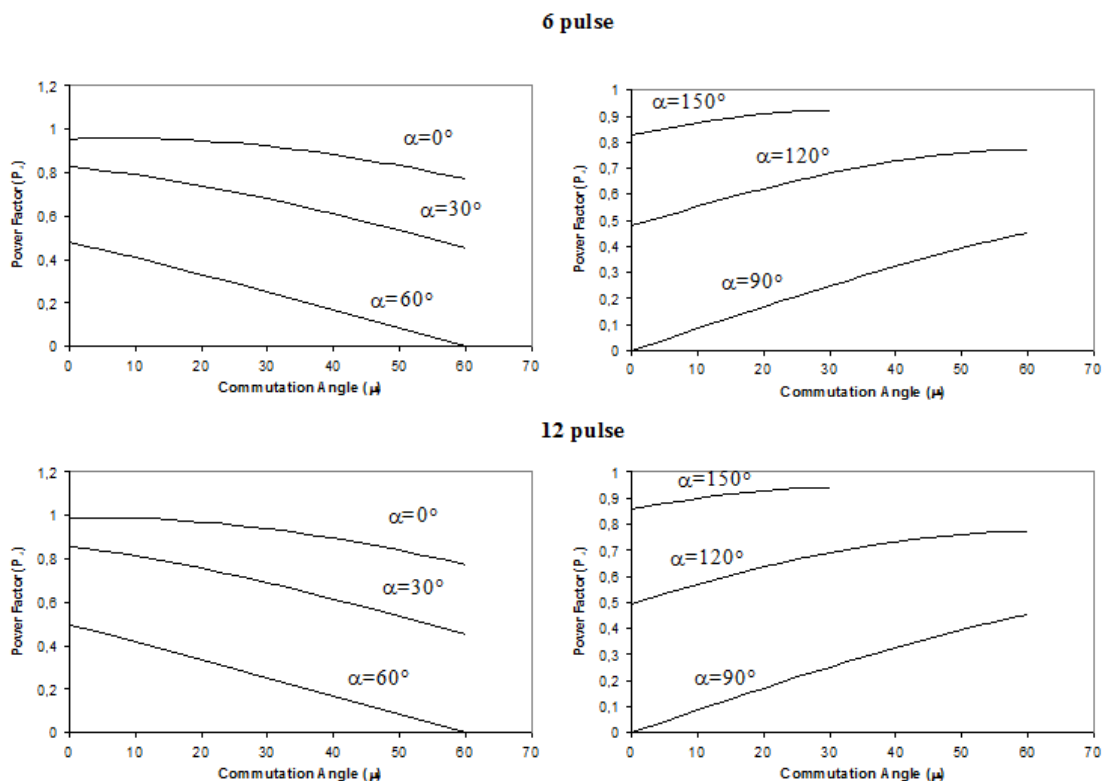 6 pulse
1,2
1
0,8
0,6
0,4
0,2
0
0 10 20 30 40 50 60 70
Power Factor (P.)
Commutation Angle (μ)
α=0°
α=30°
α=60°
1
0,9
0,8
0,7
0,6
0,5
0,4
0,3
0,2
0,1
0
0 10 20 30 40 50 60 70
Power Factor (P.)
Commutation Angle (μ)
α=150°
α=120°
α=90°
12 pulse
1,2
1
0,8
0,6
0,4
0,2
0
0 10 20 30 40 50 60 70
Power Factor (P.)
Commutation Angle (μ)
α=0°
α=30°
α=60°
1
0,9
0,8
0,7
0,6
0,5
0,4
0,3
0,2
0,1
0
0 10 20 30 40 50 60 70
Power Factor (P.)
Commutation Angle (μ)
α=150°
α=120°
α=90°